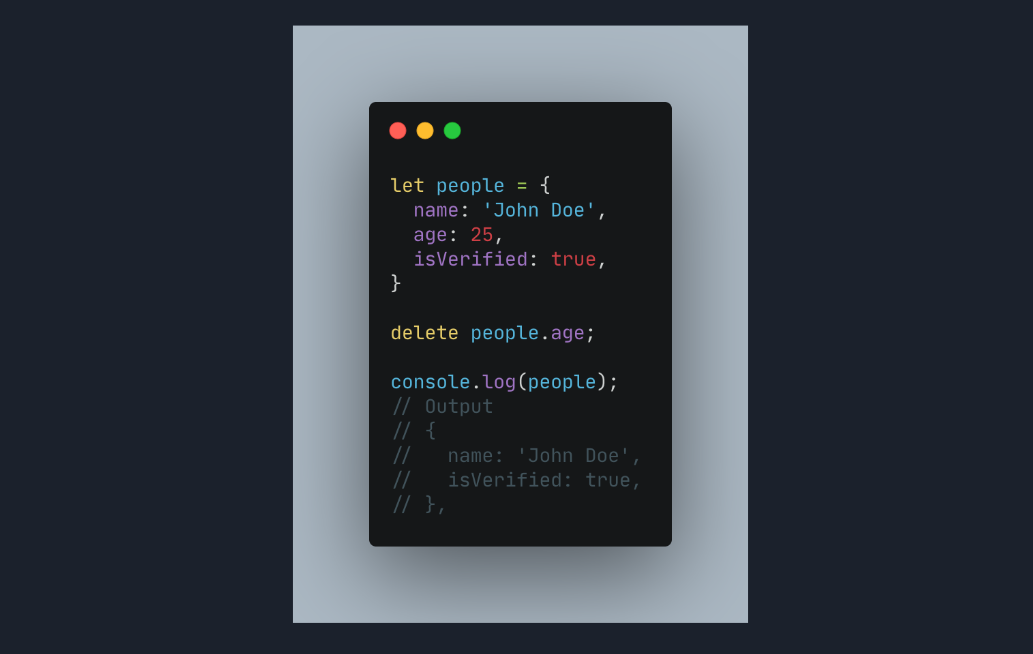 let people = {
  name: 'John Doe',
  age: 25,
  isVerified: true,
}
delete people.age;
console.log(people);
// Output
// {
//   name: 'John Doe',
//   isVerified: true,
// },